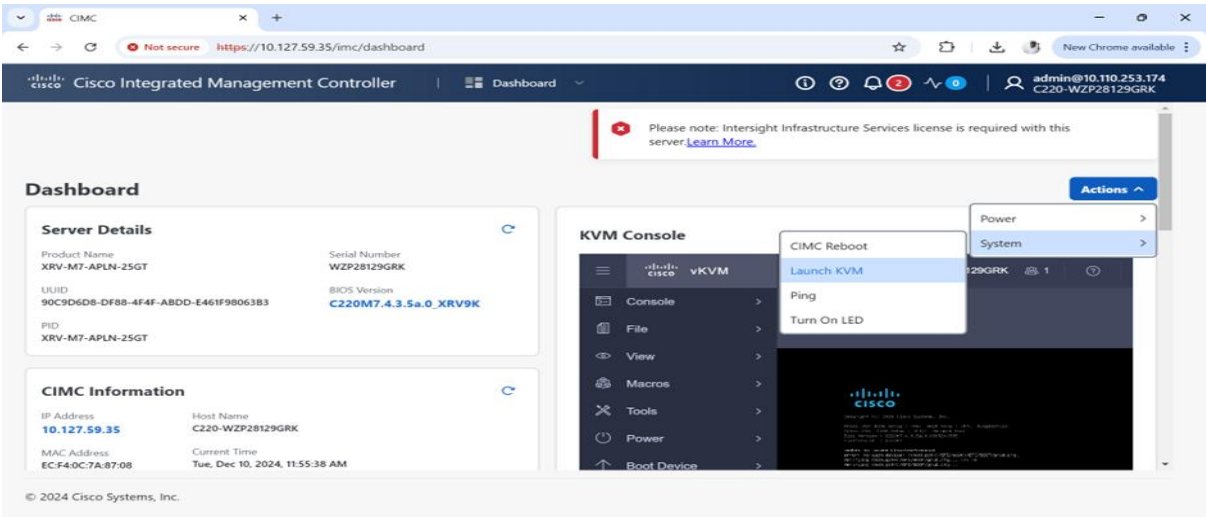 CIMC
Not secure https://10.127.59.35/imc/dashboard
New Chrome available
CISCO Cisco Integrated Management Controller | Dashboard
2
0
admin@10.110.253.174
C220-WZP28129GRK
Please note: Intersight Infrastructure Services license is required with this
server.Learn More.
Dashboard
Actions
Power
System
CIMC Reboot
Launch KVM
Ping
Turn On LED
Server Details
Product Name
XRV-M7-APLN-25GT
Serial Number
WZP28129GRK
UUID
90C9D6D8-DF88-4F4F-ABDD-E461F98063B3
BIOS Version
C220M7.4.3.5a.0_XRV9K
PID
XRV-M7-APLN-25GT
CIMC Information
IP Address
10.127.59.35
Host Name
C220-WZP28129GRK
MAC Address
EC:F4:0C:7A:87:08
Current Time
Tue, Dec 10, 2024, 11:55:38 AM
KVM Console
CISCO vKVM
129GRK 1
Console
File
View
Macros
Tools
Power
Boot Device
CISCO
© 2024 Cisco Systems, Inc.